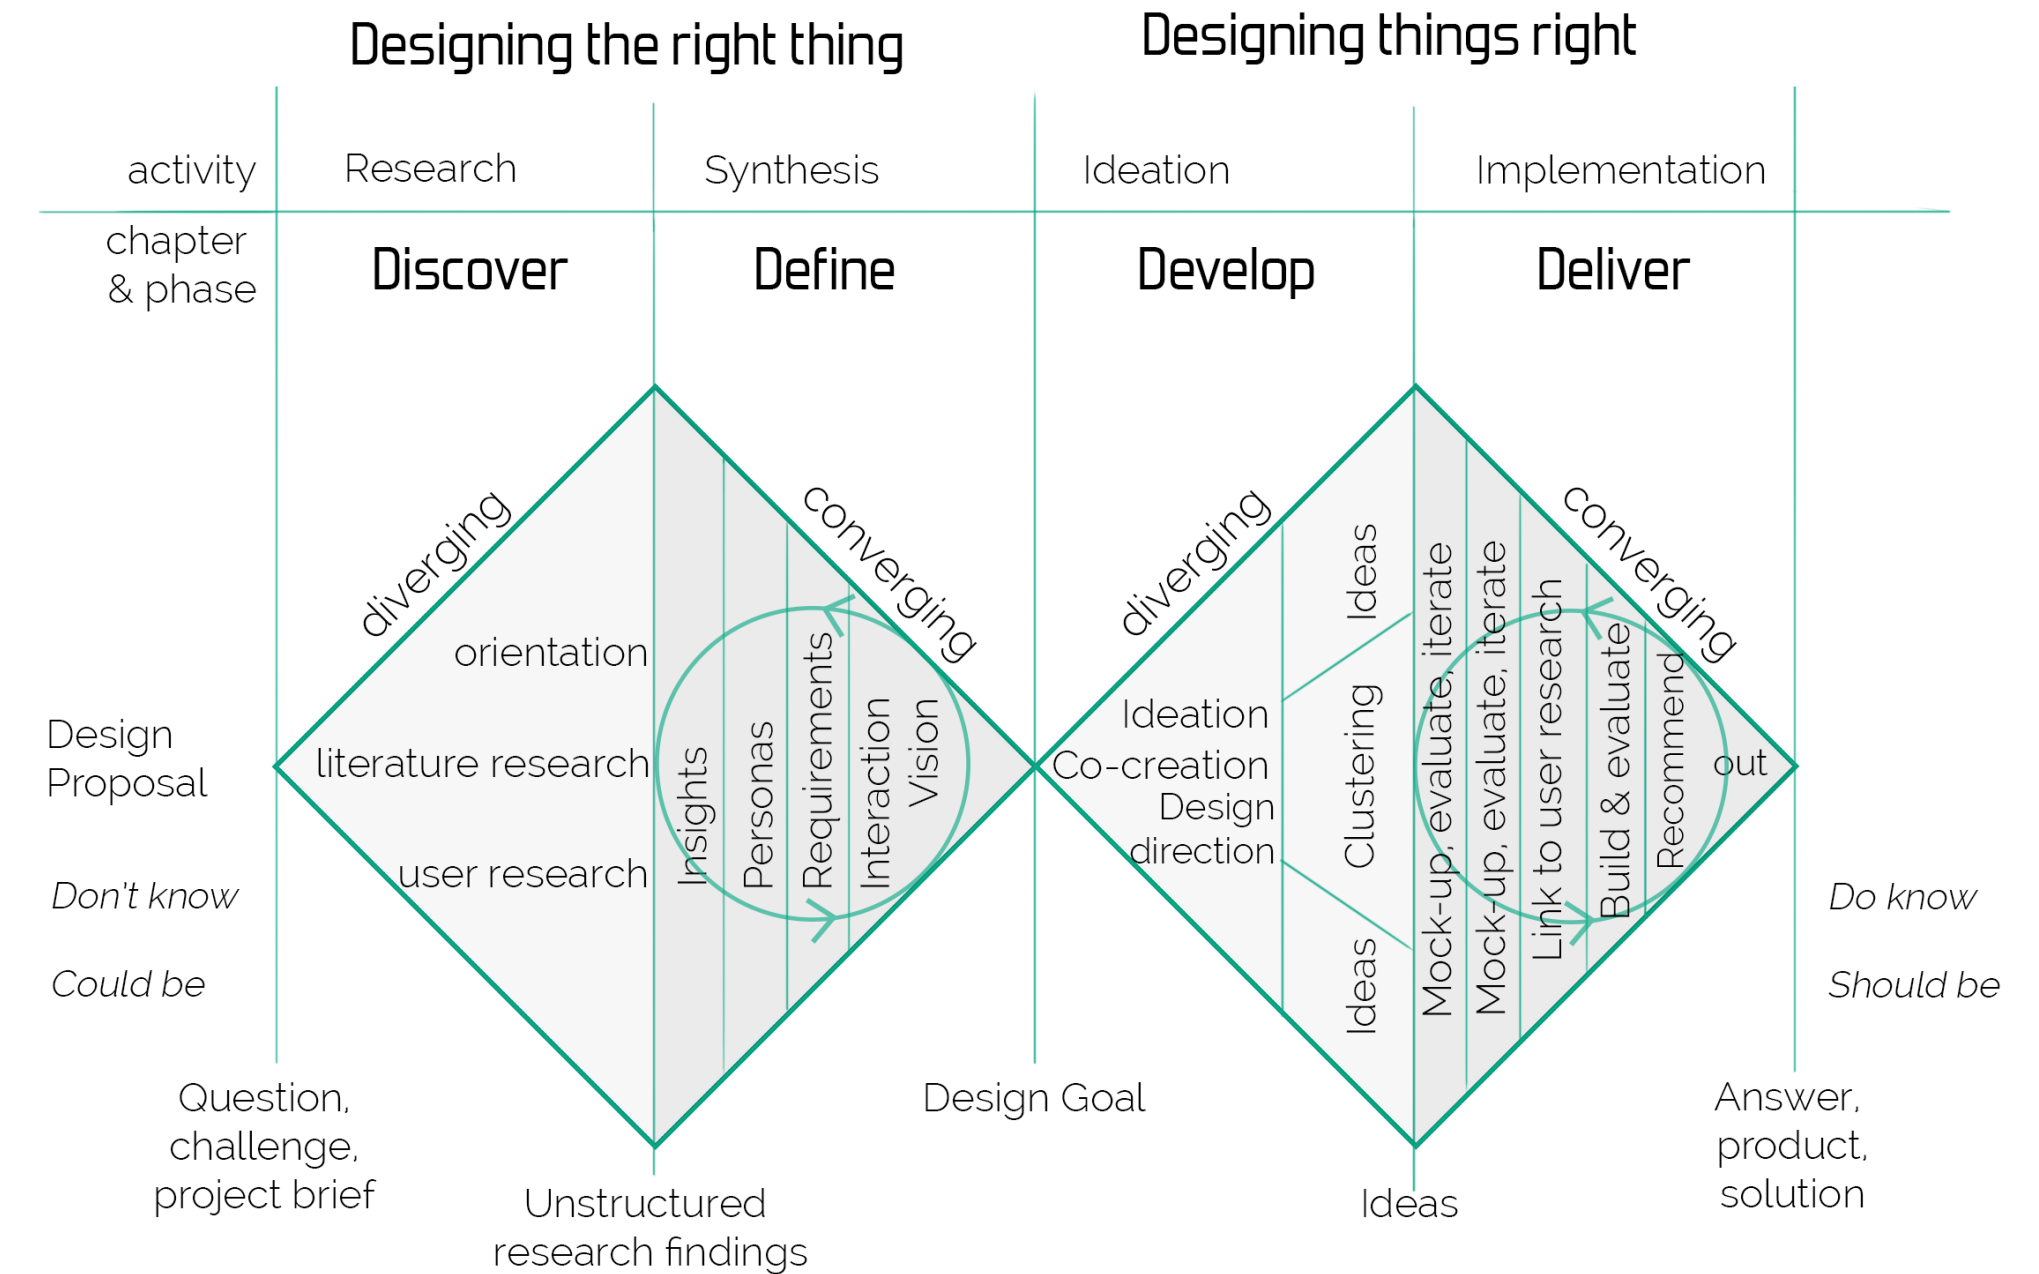 Designing the right thing
Designing things right
activity
Research
Synthesis
Ideation
Implementation
chapter
& phase
Discover
Define
Develop
Deliver
diverging
converging
diverging
converging
Design
Proposal
Don't know
Could be
orientation
literature research
user research
Insights
Personas
Requirements
Interaction
Vision
Ideation
Co-creation
Design
direction
Ideas
Clustering
Ideas
Mock-up, evaluate, iterate
Mock-up, evaluate, iterate
Link to user research
Build & evaluate
Recommend
out
Do know
Should be
Question,
challenge,
project brief
Unstructured
research findings
Design Goal
Ideas
Answer,
product,
solution